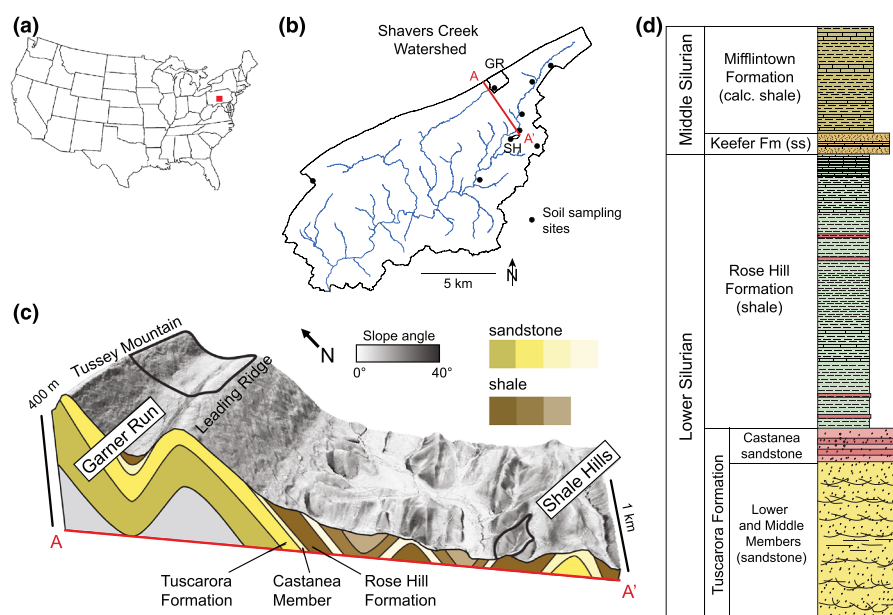 (a)
(b)
Shavers Creek
Watershed
GR
A
A'
SH
Soil sampling
sites
5 km
N
(c)
Tussey Mountain
Leading Ridge
400 m
Garner Run
N
Slope angle
0°
40°
sandstone
shale
Shale Hills
1 km
A
A'
Tuscarora
Formation
Castanea
Member
Rose Hill
Formation
(d)
Middle Silurian
Mifflintown
Formation
(calc. shale)
Keefer Fm (ss)
Lower Silurian
Rose Hill
Formation
(shale)
Tuscarora Formation
Castanea
sandstone
Lower
and Middle
Members
(sandstone)